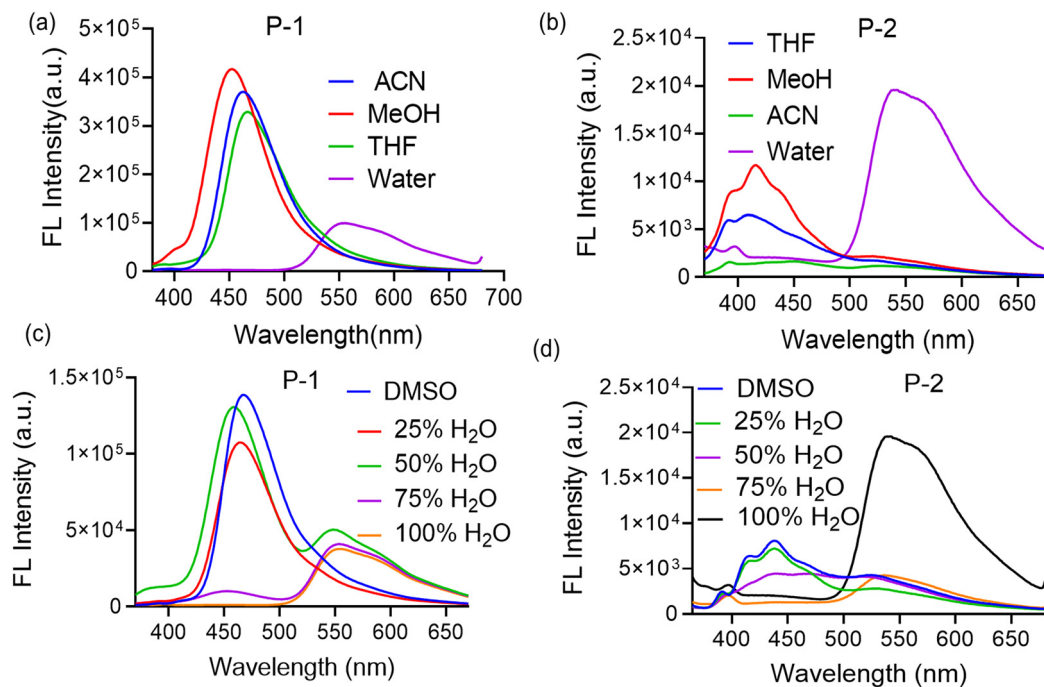 (a)
P-1
FL Intensity(a.u.)
5×10⁵
4×10⁵
3×10⁵
2×10⁵
1×10⁵
0
400 450 500 550 600 650 700
Wavelength(nm)
ACN
MeOH
THF
Water
(b)
P-2
FL Intensity (a.u.)
2.5×10⁴
2×10⁴
1.5×10⁴
1×10⁴
5×10³
0
400 450 500 550 600 650
Wavelength (nm)
THF
MeoH
ACN
Water
(c)
P-1
FL Intensity (a.u.)
1.5×10⁵
1×10⁵
5×10⁴
0
400 450 500 550 600 650
Wavelength (nm)
DMSO
25% H₂O
50% H₂O
75% H₂O
100% H₂O
(d)
P-2
FL Intensity (a.u.)
2.5×10⁴
2×10⁴
1.5×10⁴
1×10⁴
5×10³
0
400 450 500 550 600 650
Wavelength (nm)
DMSO
25% H₂O
50% H₂O
75% H₂O
100% H₂O